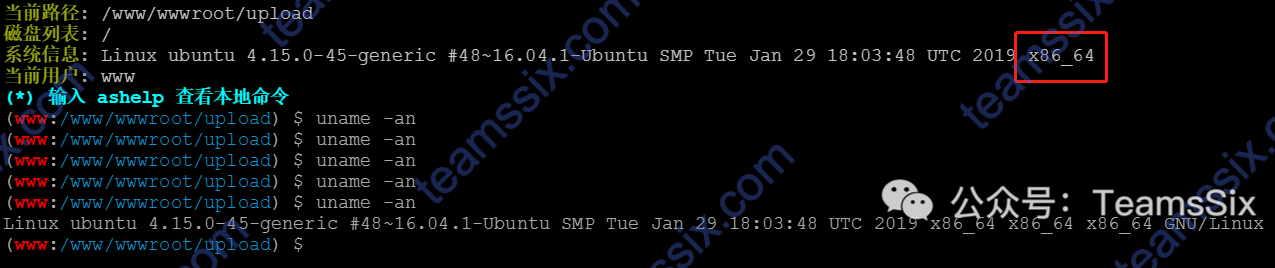 当前路径: /www/wwwroot/upload
磁盘列表: /
系统信息: Linux ubuntu 4.15.0-45-generic #48~16.04.1-Ubuntu SMP Tue Jan 29 18:03:48 UTC 2019 x86_64
当前用户: www
(*) 输入 ashelp 查看本地命令
(www:/www/wwwroot/upload) $ uname -an
(www:/www/wwwroot/upload) $ uname -an
(www:/www/wwwroot/upload) $ uname -an
(www:/www/wwwroot/upload) $ uname -an
(www:/www/wwwroot/upload) $ uname -an
Linux ubuntu 4.15.0-45-generic #48~16.04.1-Ubuntu SMP Tue Jan 29 18:03:48 UTC 2019 x86_64 x86_64 x86_64 GNU/Linux
(www:/www/wwwroot/upload) $
公众号：TeamsSix
teamssix.com
teamssix.com
teamssix.com